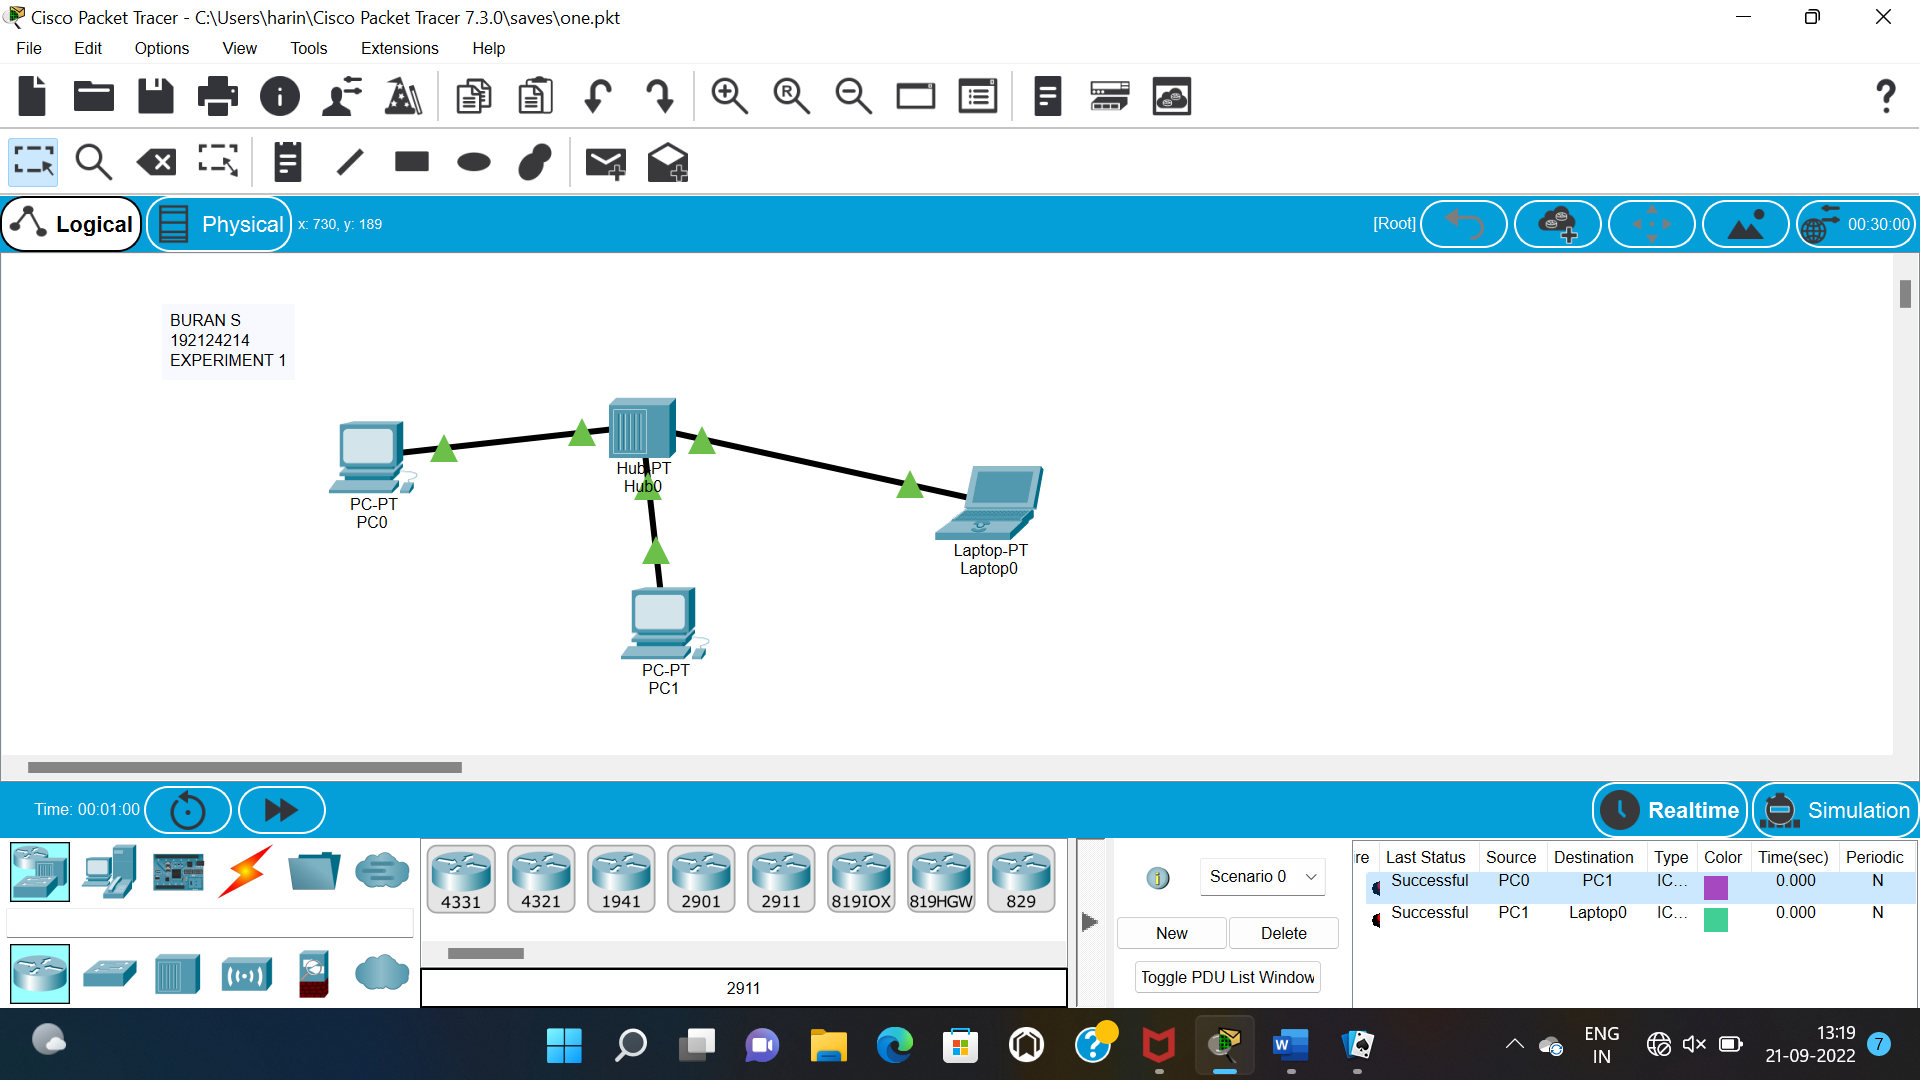 Cisco Packet Tracer - C:\Users\harin\Cisco Packet Tracer 7.3.0\saves\one.pkt
File Edit Options View Tools Extensions Help
Logical Physical x: 730, y: 189 [Root] 00:30:00
BURAN S
192124214
EXPERIMENT 1
Hub-PT
Hub0
PC-PT
PC0
Laptop-PT
Laptop0
PC-PT
PC1
Time: 00:01:00 Realtime Simulation
re Last Status Source Destination Type Color Time(sec) Periodic
Successful PC0 PC1 IC... 0.000 N
Successful PC1 Laptop0 IC... 0.000 N
4331 4321 1941 2901 2911 819IOX 819HGW 829
Scenario 0
New Delete
Toggle PDU List Window
2911
ENG
IN
13:19
21-09-2022
7